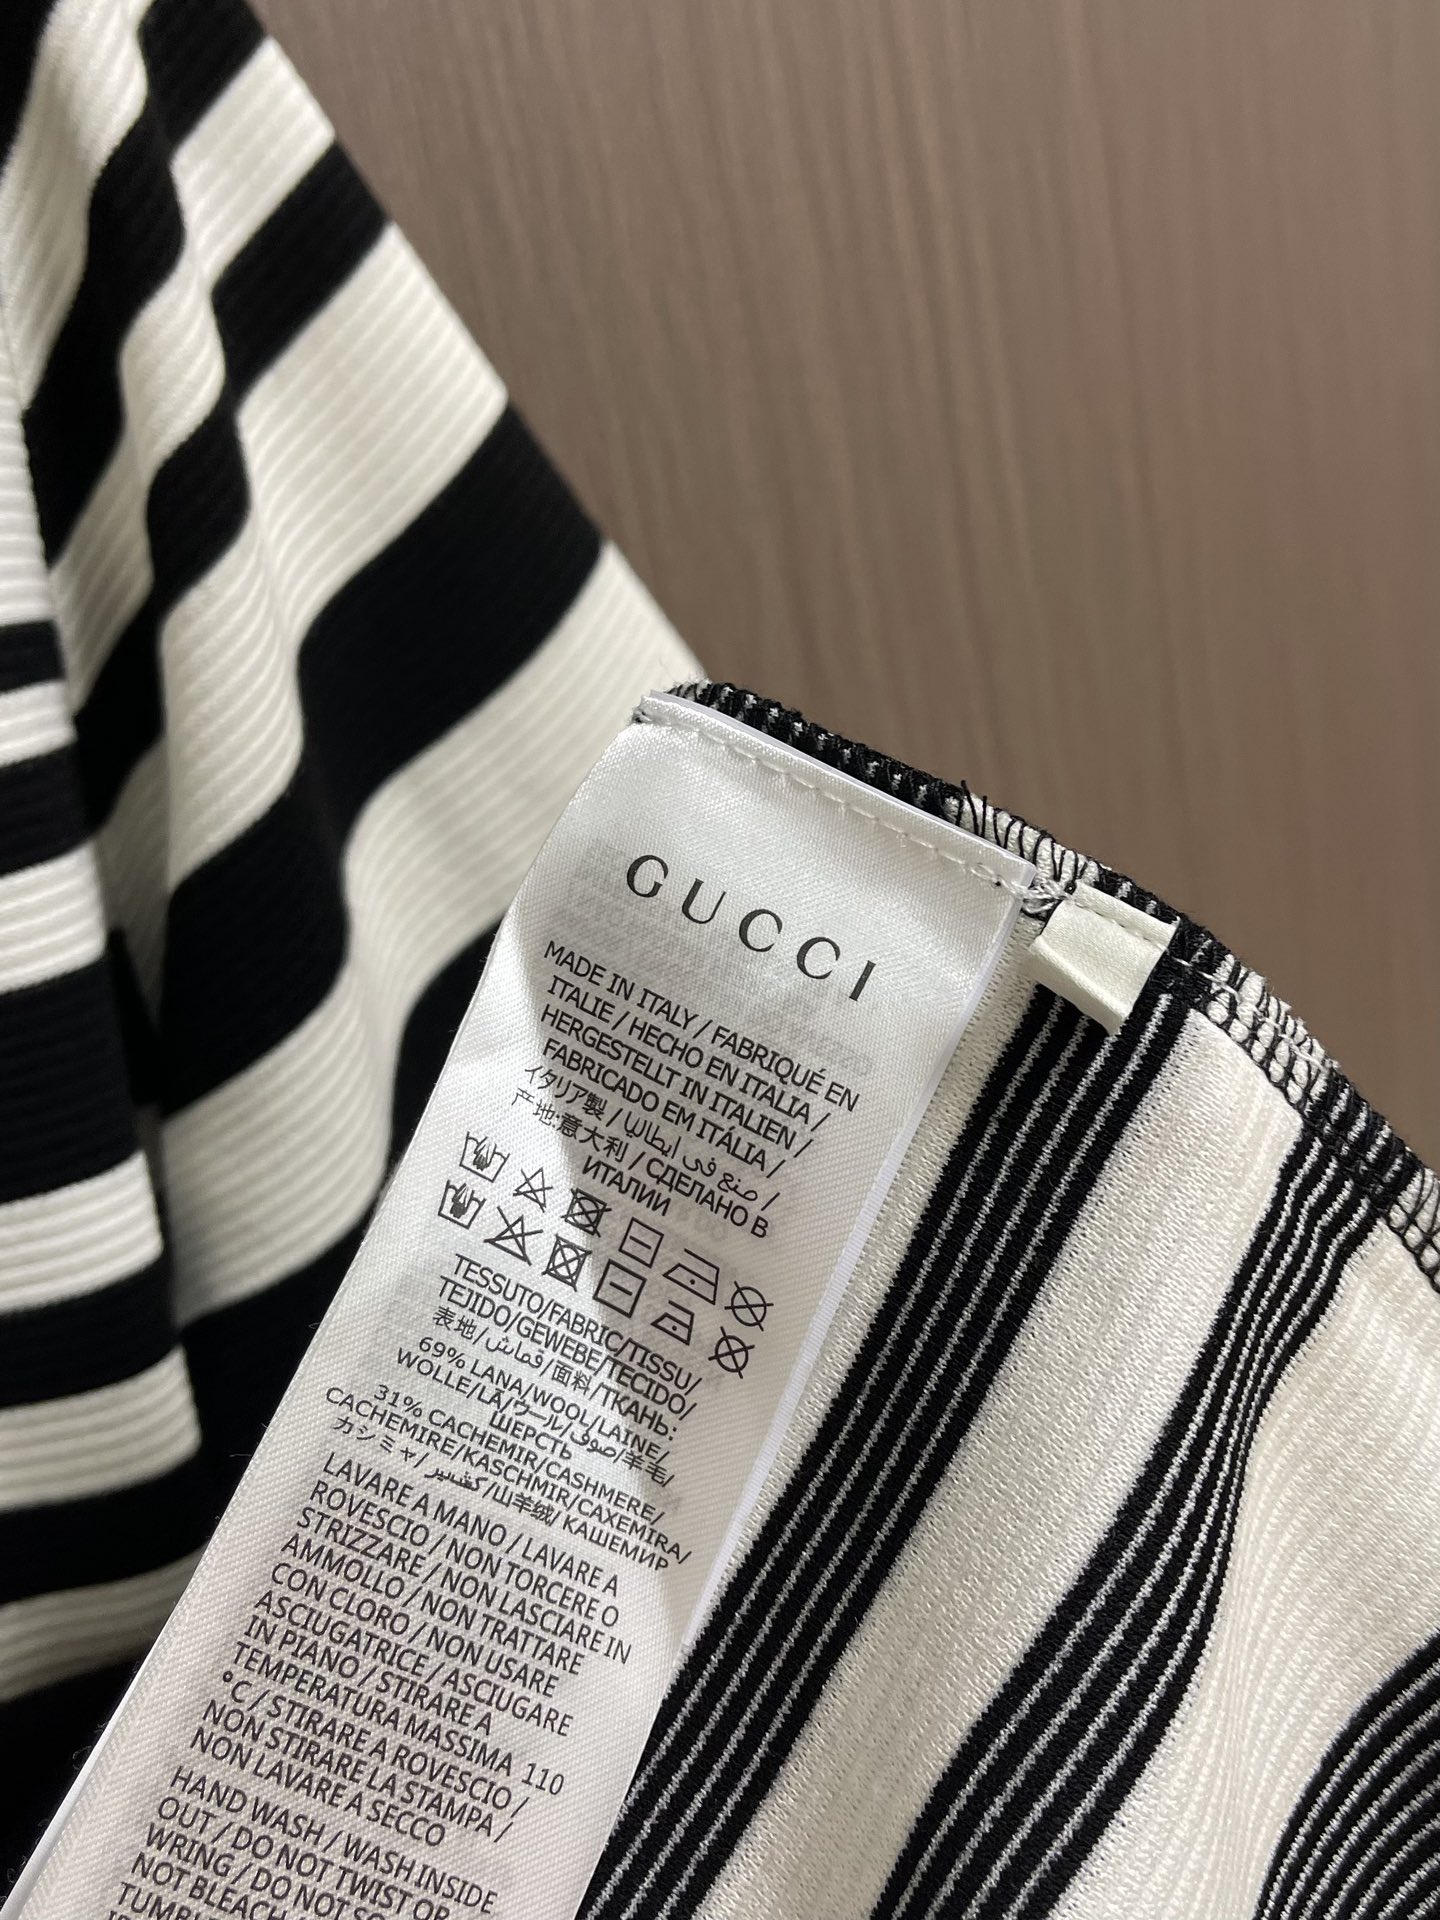 GUCCI
MADE IN ITALY / FABRIQUÉ EN
ITALIE / HECHO EN ITALIA /
HERGESTELLT IN ITALIEN /
FABRICADO EM ITÁLIA /
イタリア製 / صنع في إيطاليا /
产地:意大利 / СДЕЛАНО В
ИТАЛИИ
TESSUTO/FABRIC/TISSU/
TEJIDO/GEWEBE/TECIDO/
表地/قماش/面料/ТКАНЬ:
69% LANA/WOOL/LAINE/
WOLLE/LÃ/ウール/صوف/羊毛/
ШЕРСТЬ
31% CACHEMIR/CASHMERE/
CACHEMIRE/KASCHMIR/CAXEMIRA/
カシミャ/كشمير/山羊绒/КАШЕМИР
LAVARE A MANO / LAVARE A
ROVESCIO / NON TORCERE O
STRIZZARE / NON LASCIARE IN
AMMOLLO / NON TRATTARE
CON CLORO / NON USARE
ASCIUGATRICE / ASCIUGARE
IN PIANO / STIRARE A
TEMPERATURA MASSIMA 110
°C / STIRARE A ROVESCIO /
NON STIRARE LA STAMPA /
NON LAVARE A SECCO
HAND WASH / WASH INSIDE
OUT / DO NOT TWIST OR
WRING / DO NOT
NOT BLEACH